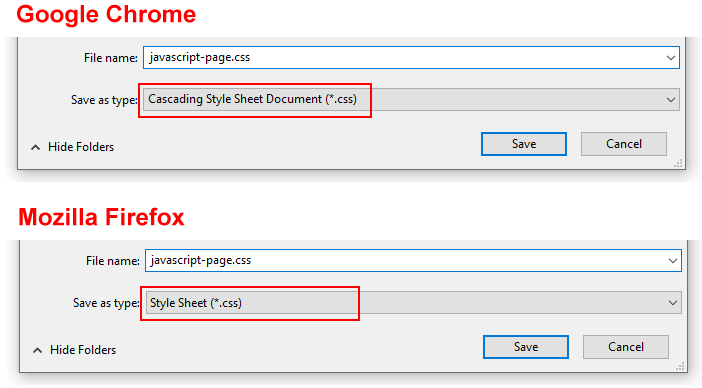 Google Chrome
File name: javascript-page.css
Save as type: Cascading Style Sheet Document (*.css)
Hide Folders Save Cancel
Mozilla Firefox
File name: javascript-page.css
Save as type: Style Sheet (*.css)
Hide Folders Save Cancel